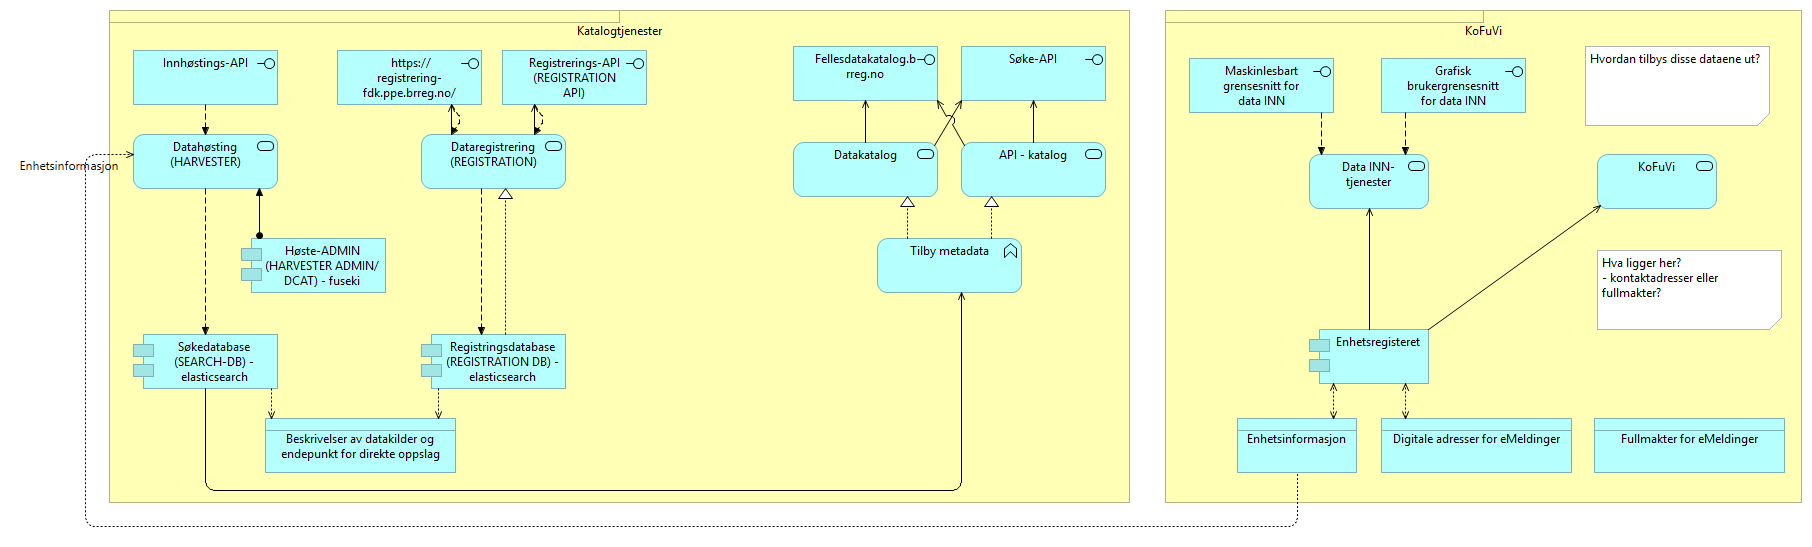 Katalogtjenester
Innhøstings-API
https://
registrering-
fdk.ppe.brreg.no/
Registrerings-API
(REGISTRATION
API)
Fellesdatakatalog.b
rreg.no
Søke-API
Enhetsinformasjon
Datahøsting
(HARVESTER)
Dataregistrering
(REGISTRATION)
Datakatalog
API - katalog
Høste-ADMIN
(HARVESTER ADMIN/
DCAT) - fuseki
Tilby metadata
Søkedatabase
(SEARCH-DB) -
elasticsearch
Registringsdatabase
(REGISTRATION DB) -
elasticsearch
Beskrivelser av datakilder og
endepunkt for direkte oppslag
KoFuVi
Maskinlesbart
grensesnitt for
data INN
Grafisk
brukergrensesnitt
for data INN
Hvordan tilbys disse dataene ut?
Data INN-
tjenester
KoFuVi
Hva ligger her?
- kontaktadresser eller
fullmakter?
Enhetsregisteret
Enhetsinformasjon
Digitale adresser for eMeldinger
Fullmakter for eMeldinger